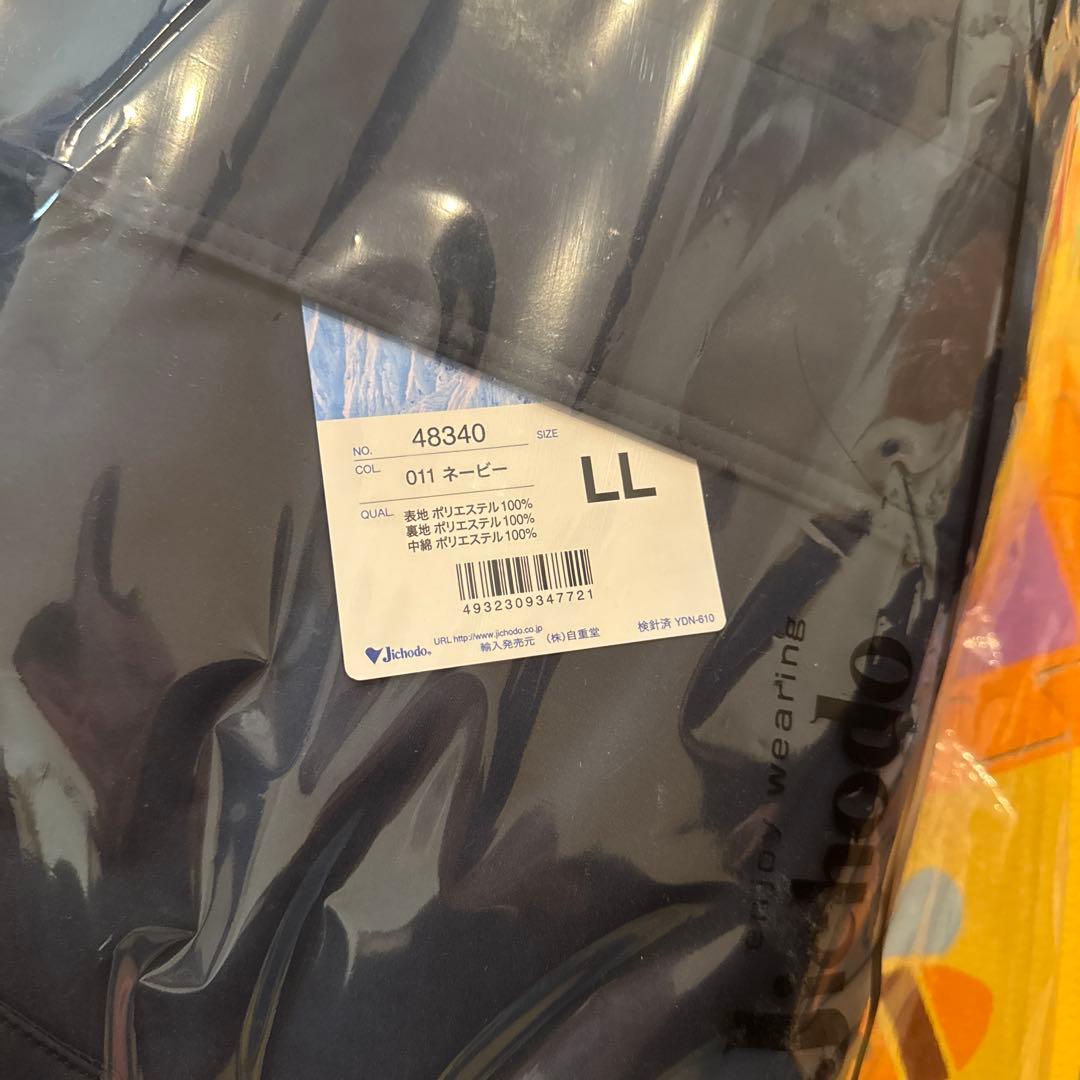 NO. 48340
SIZE LL
COL. 011 ネービー
QUAL. 表地 ポリエステル100%
裏地 ポリエステル100%
中綿 ポリエステル100%
4932309347721
Jichodo®
URL http://www.jichodo.co.jp
輸入発売元 (株)自重堂
検針済 YDN-610
enjoy wearing
Jichodo